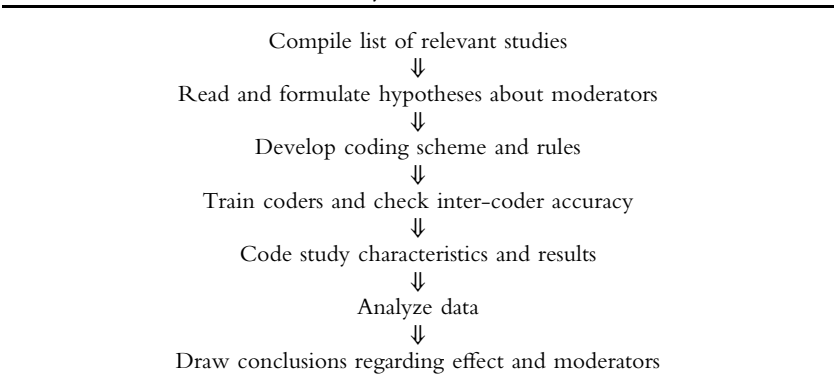 Compile list of relevant studies
⇓
Read and formulate hypotheses about moderators
⇓
Develop coding scheme and rules
⇓
Train coders and check inter-coder accuracy
⇓
Code study characteristics and results
⇓
Analyze data
⇓
Draw conclusions regarding effect and moderators